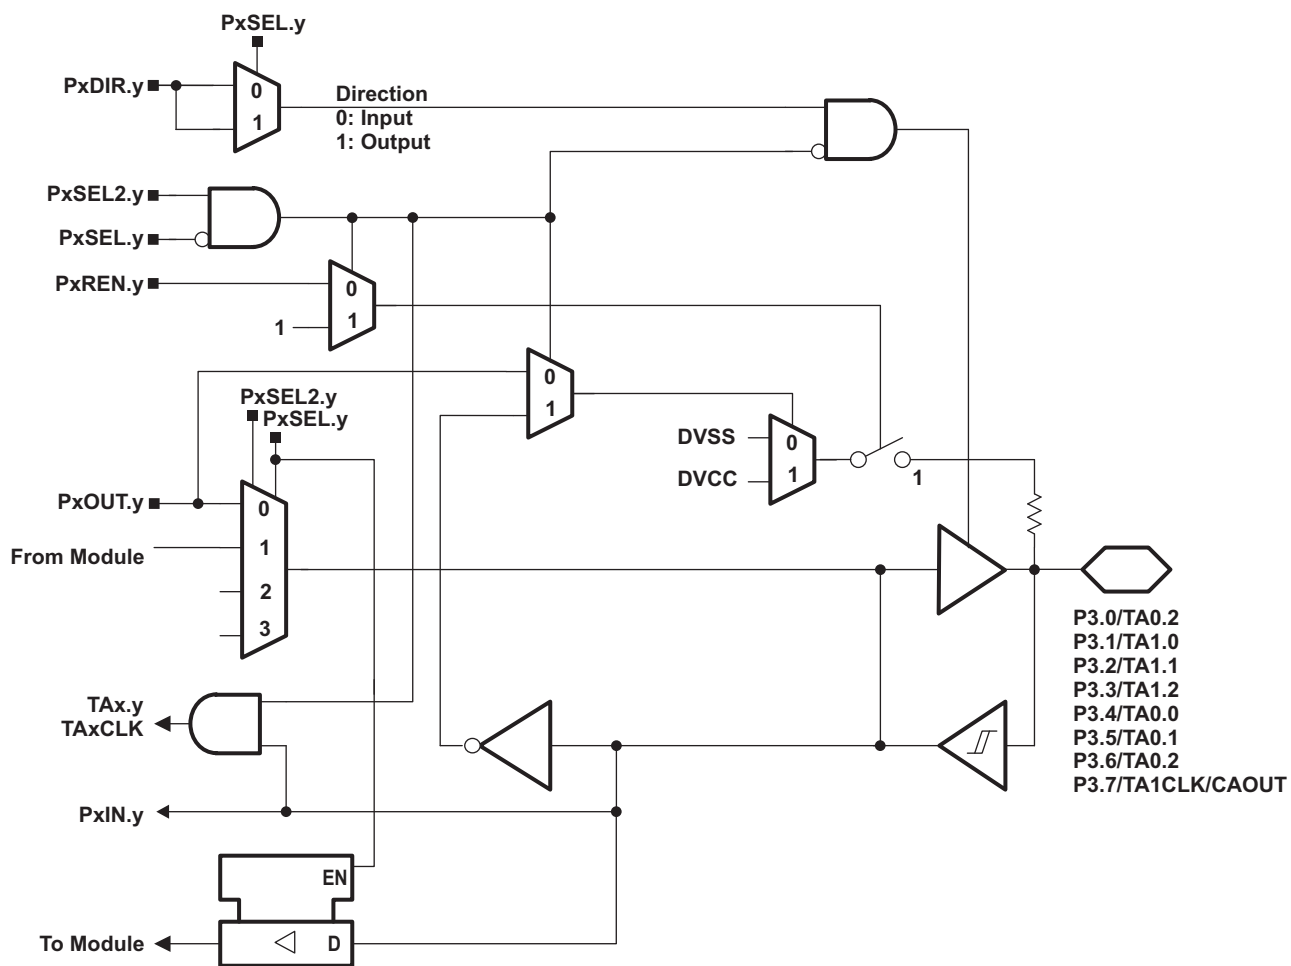 PxSEL.y
PxDIR.y
0
1
Direction
0: Input
1: Output
PxSEL2.y
PxSEL.y
PxREN.y
0
1
1
0
1
PxSEL2.y
PxSEL.y
DVSS
DVCC
0
1
1
PxOUT.y
From Module
0
1
2
3
P3.0/TA0.2
P3.1/TA1.0
P3.2/TA1.1
P3.3/TA1.2
P3.4/TA0.0
P3.5/TA0.1
P3.6/TA0.2
P3.7/TA1CLK/CAOUT
TAx.y
TAxCLK
PxIN.y
EN
D
To Module